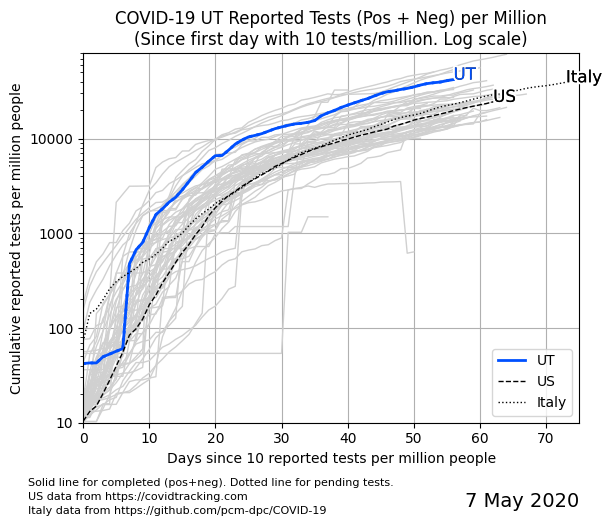 COVID-19 UT Reported Tests (Pos + Neg) per Million
(Since first day with 10 tests/million. Log scale)
Cumulative reported tests per million people
10000
1000
100
10
UT
US
Italy
UT
US
Italy
0 10 20 30 40 50 60 70
Days since 10 reported tests per million people
Solid line for completed (pos+neg). Dotted line for pending tests.
US data from https://covidtracking.com
Italy data from https://github.com/pcm-dpc/COVID-19
7 May 2020